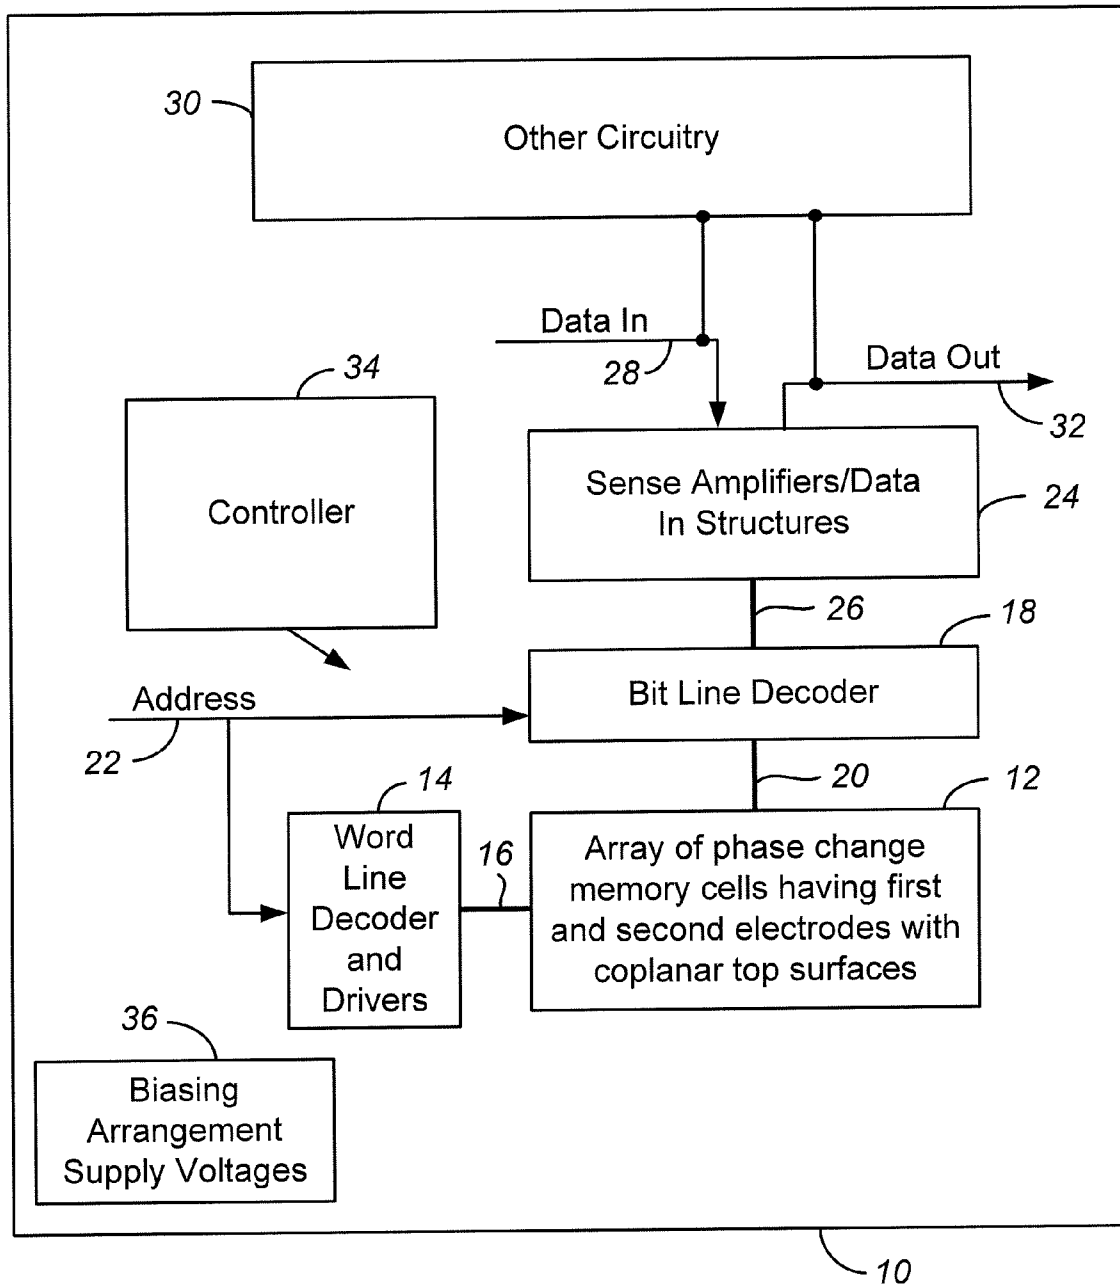 30
Other Circuitry
Data In
28
34
Data Out
32
Controller
Sense Amplifiers/Data
In Structures
24
26
18
Address
22
Bit Line Decoder
14
20
12
Word
Line
Decoder
and
Drivers
16
Array of phase change
memory cells having first
and second electrodes with
coplanar top surfaces
36
Biasing
Arrangement
Supply Voltages
10